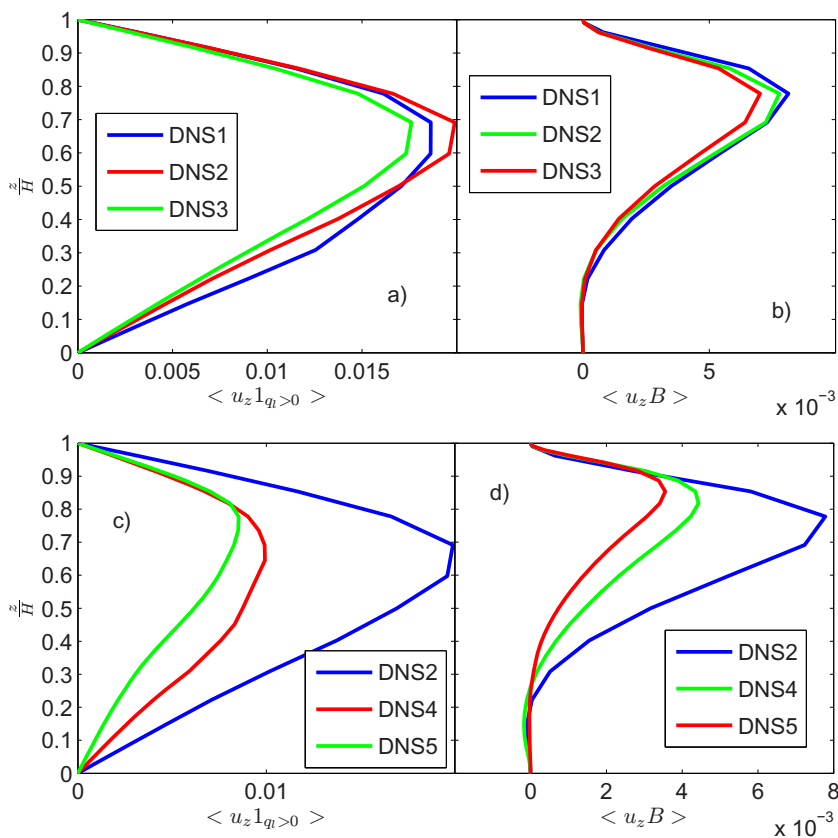 1
0.9
0.8
0.7
0.6
0.5
0.4
0.3
0.2
0.1
0
z/H
DNS1
DNS2
DNS3
a)
0 0.005 0.01 0.015
< u_z 1_{q_l>0} >
DNS1
DNS2
DNS3
b)
0 5
x 10^{-3}
< u_z B >
1
0.9
0.8
0.7
0.6
0.5
0.4
0.3
0.2
0.1
0
z/H
c)
DNS2
DNS4
DNS5
0 0.01
< u_z 1_{q_l>0} >
d)
DNS2
DNS4
DNS5
0 2 4 6 8
x 10^{-3}
< u_z B >